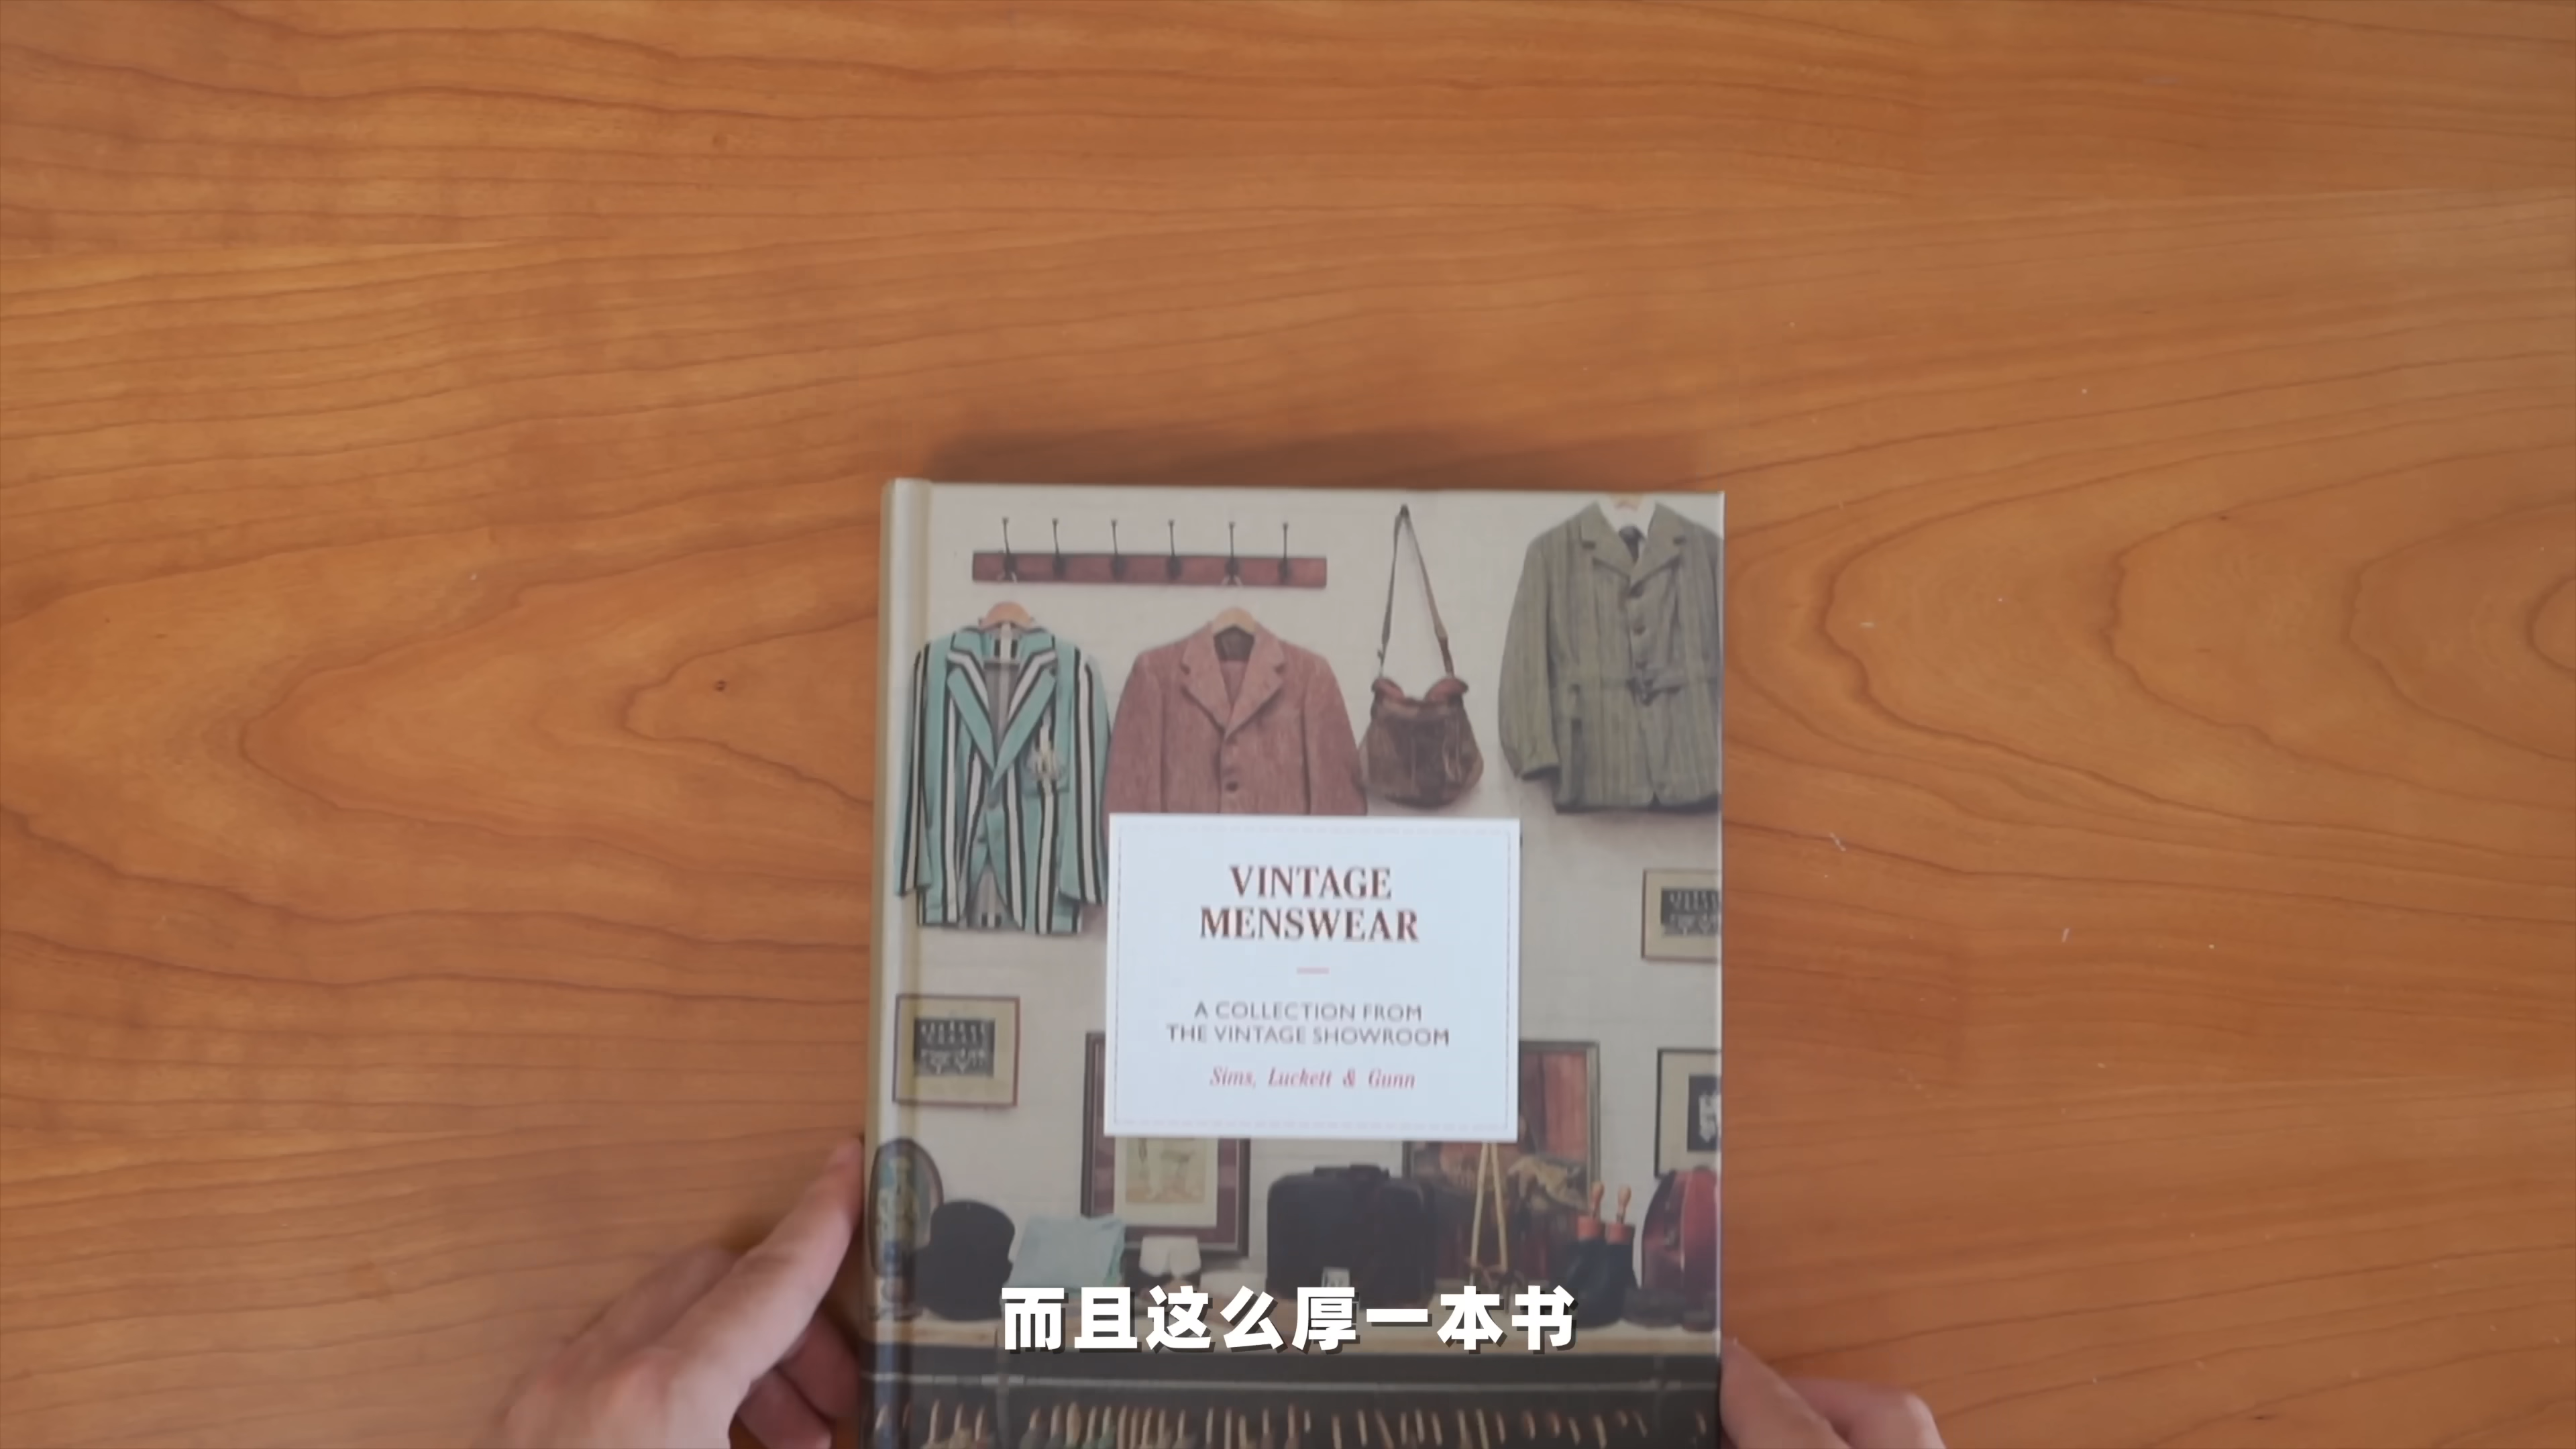 VINTAGE
MENSWEAR
A COLLECTION FROM
THE VINTAGE SHOWROOM
Sims, Luckett & Gunn
而且这么厚一本书